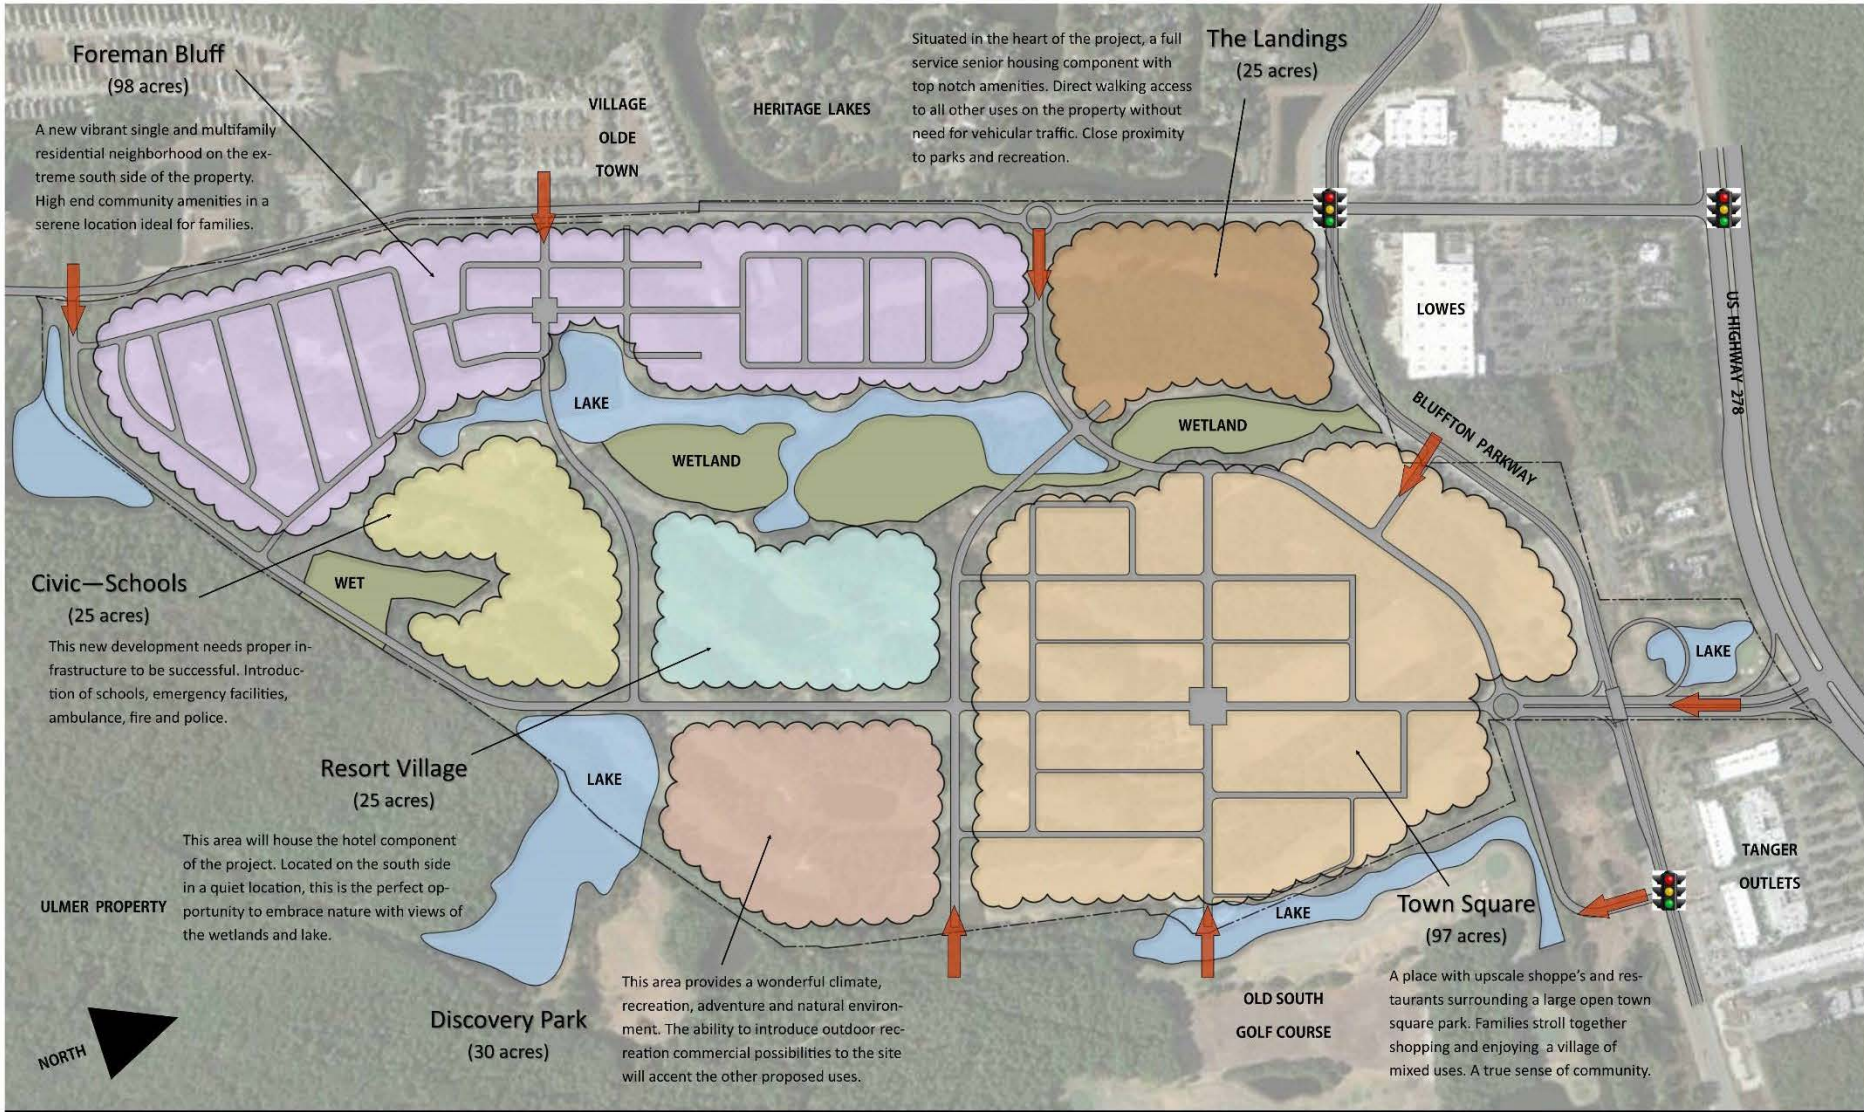 Foreman Bluff
(98 acres)
A new vibrant single and multifamily
residential neighborhood on the ex-
treme south side of the property.
High end community amenities in a
serene location ideal for families.
VILLAGE
OLDE
TOWN
HERITAGE LAKES
Situated in the heart of the project, a full
service senior housing component with
top notch amenities. Direct walking access
to all other uses on the property without
need for vehicular traffic. Close proximity
to parks and recreation.
The Landings
(25 acres)
LOWES
US HIGHWAY 278
BLUFFTON PARKWAY
LAKE
WETLAND
WETLAND
WET
Civic—Schools
(25 acres)
This new development needs proper in-
frastructure to be successful. Introduc-
tion of schools, emergency facilities,
ambulance, fire and police.
LAKE
Resort Village
(25 acres)
This area will house the hotel component
of the project. Located on the south side
in a quiet location, this is the perfect op-
portunity to embrace nature with views of
the wetlands and lake.
ULMER PROPERTY
LAKE
TANGER
OUTLETS
LAKE
Town Square
(97 acres)
A place with upscale shoppe's and res-
taurants surrounding a large open town
square park. Families stroll together
shopping and enjoying a village of
mixed uses. A true sense of community.
OLD SOUTH
GOLF COURSE
Discovery Park
(30 acres)
This area provides a wonderful climate,
recreation, adventure and natural environ-
ment. The ability to introduce outdoor rec-
reation commercial possibilities to the site
will accent the other proposed uses.
NORTH